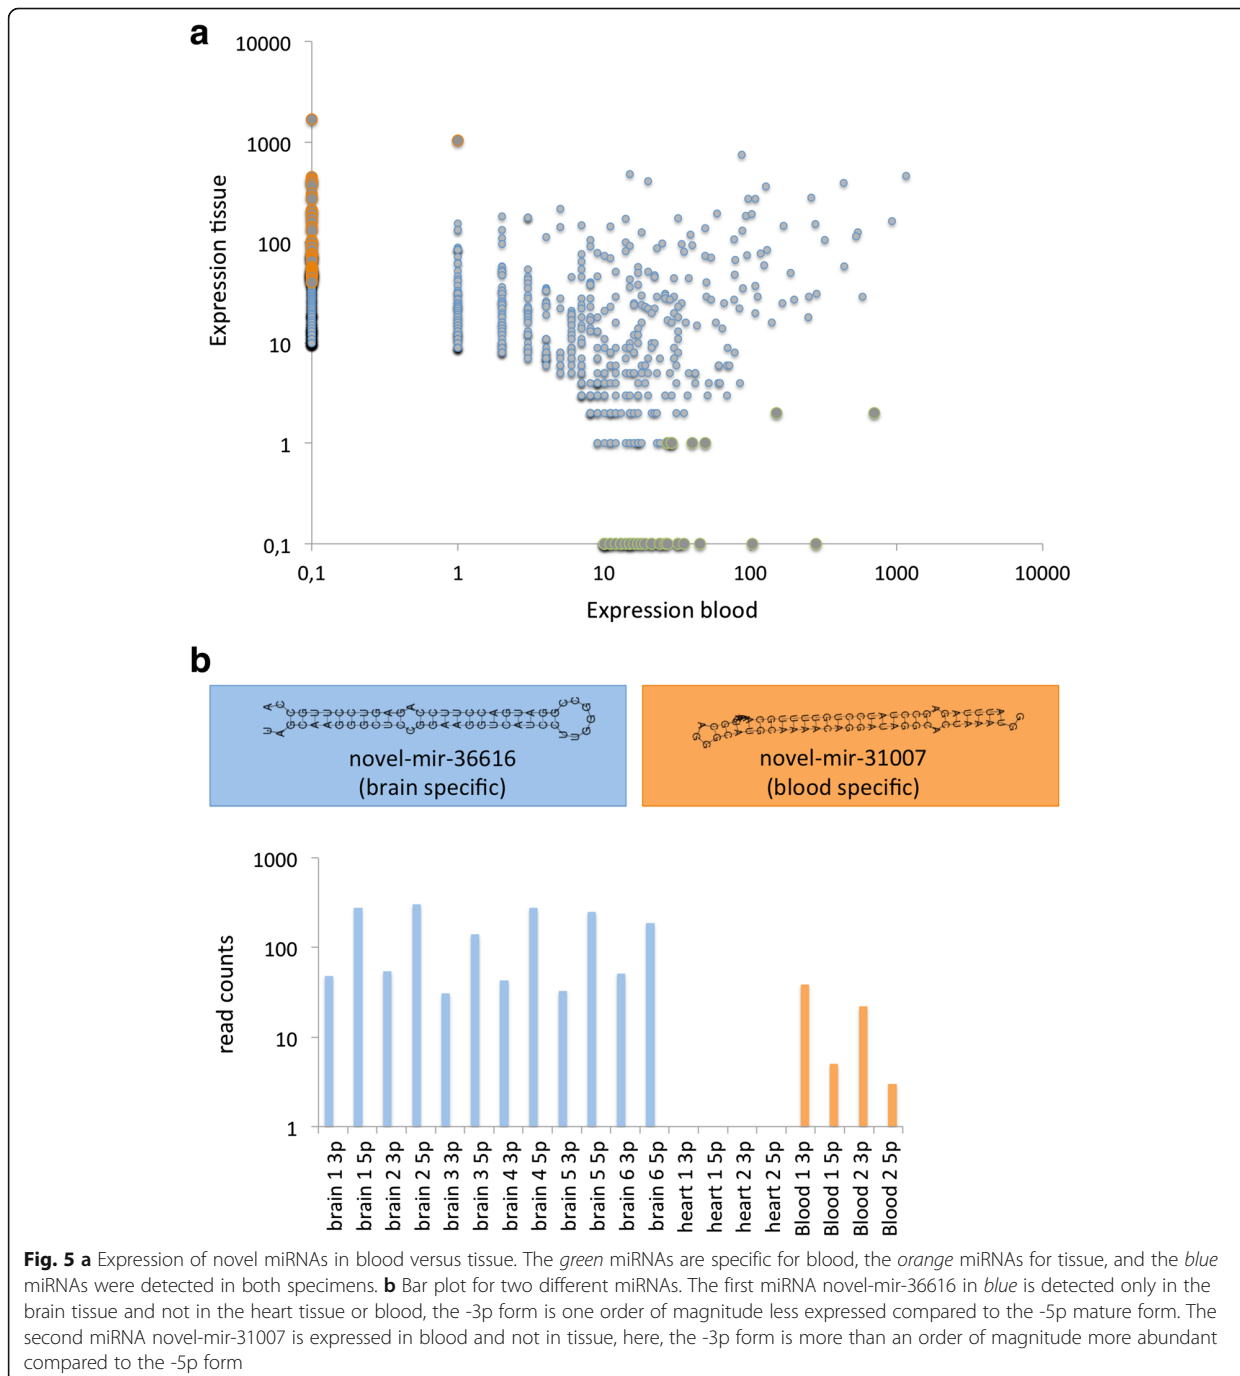 a
10000
1000
100
10
1
0,1
Expression tissue
0,1 1 10 100 1000 10000
Expression blood
b
novel-mir-36616
(brain specific)
novel-mir-31007
(blood specific)
1000
100
10
1
read counts
brain 1 3p
brain 1 5p
brain 2 3p
brain 2 5p
brain 3 3p
brain 3 5p
brain 4 3p
brain 4 5p
brain 5 3p
brain 5 5p
brain 6 3p
brain 6 5p
heart 1 3p
heart 1 5p
heart 2 3p
heart 2 5p
Blood 1 3p
Blood 1 5p
Blood 2 3p
Blood 2 5p
Fig. 5 a Expression of novel miRNAs in blood versus tissue. The green miRNAs are specific for blood, the orange miRNAs for tissue, and the blue
miRNAs were detected in both specimens. b Bar plot for two different miRNAs. The first miRNA novel-mir-36616 in blue is detected only in the
brain tissue and not in the heart tissue or blood, the -3p form is one order of magnitude less expressed compared to the -5p mature form. The
second miRNA novel-mir-31007 is expressed in blood and not in tissue, here, the -3p form is more than an order of magnitude more abundant
compared to the -5p form